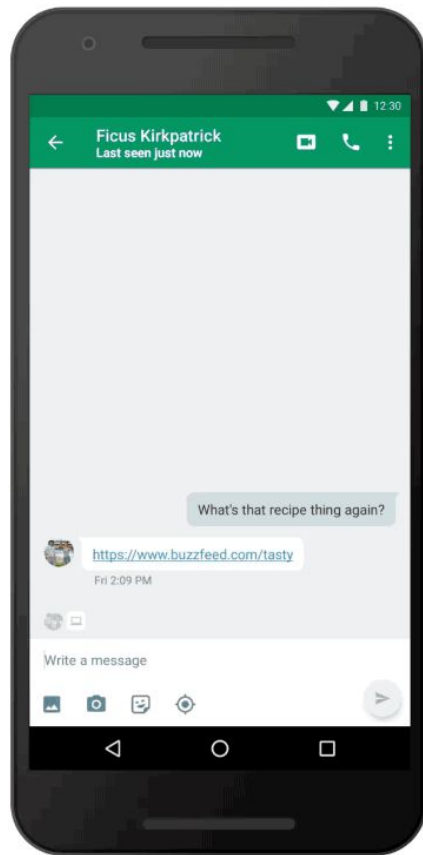 12:30
Ficus Kirkpatrick
Last seen just now
What's that recipe thing again?
https://www.buzzfeed.com/tasty
Fri 2:09 PM
Write a message